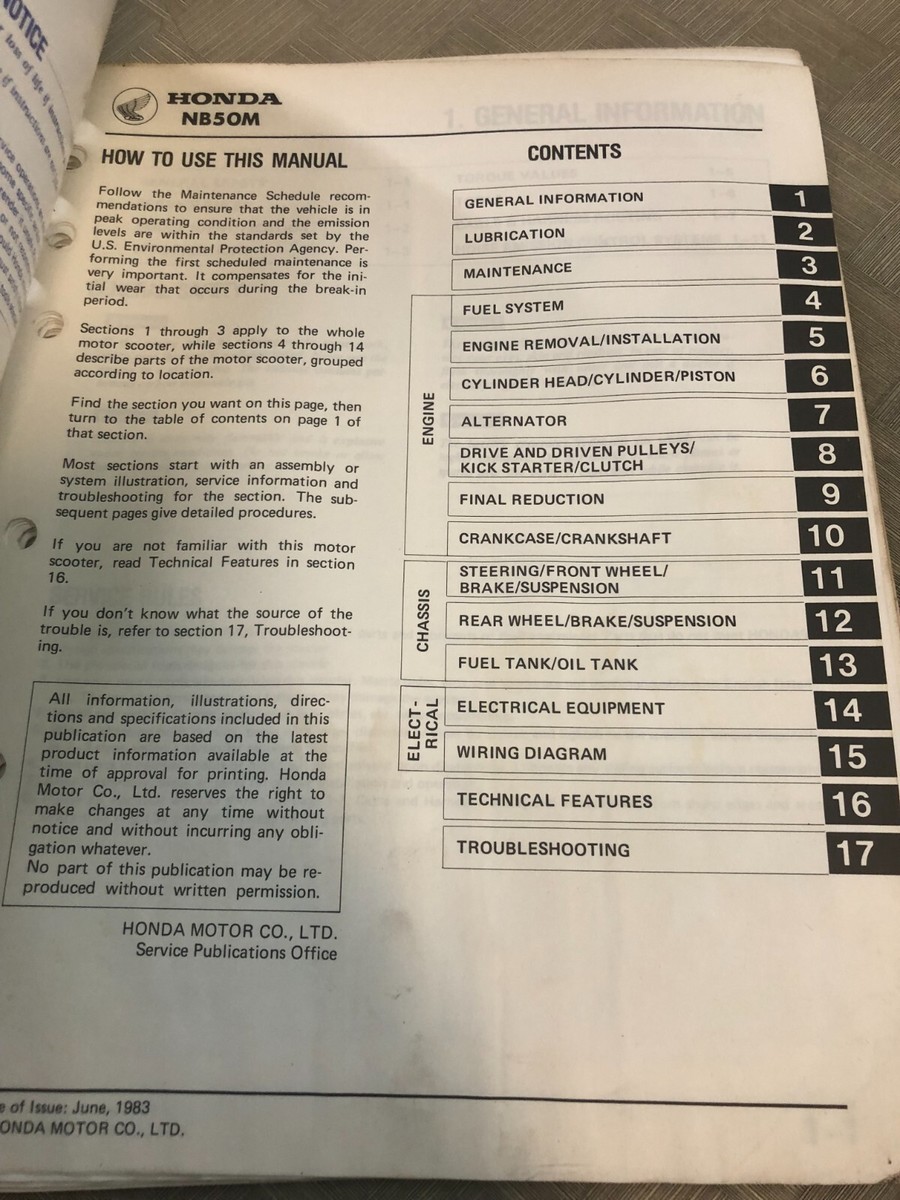 NOTICE
loss of life if
if instructions are not
HONDA
NB50M
HOW TO USE THIS MANUAL
Follow the Maintenance Schedule recom-
mendations to ensure that the vehicle is in
peak operating condition and the emission
levels are within the standards set by the
U.S. Environmental Protection Agency. Per-
forming the first scheduled maintenance is
very important. It compensates for the ini-
tial wear that occurs during the break-in
period.
Sections 1 through 3 apply to the whole
motor scooter, while sections 4 through 14
describe parts of the motor scooter, grouped
according to location.
Find the section you want on this page, then
turn to the table of contents on page 1 of
that section.
Most sections start with an assembly or
system illustration, service information and
troubleshooting for the section. The sub-
sequent pages give detailed procedures.
If you are not familiar with this motor
scooter, read Technical Features in section
16.
If you don't know what the source of the
trouble is, refer to section 17, Troubleshoot-
ing.
All information, illustrations, direc-
tions and specifications included in this
publication are based on the latest
product information available at the
time of approval for printing. Honda
Motor Co., Ltd. reserves the right to
make changes at any time without
notice and without incurring any obli-
gation whatever.
No part of this publication may be re-
produced without written permission.
HONDA MOTOR CO., LTD.
Service Publications Office
CONTENTS
GENERAL INFORMATION 1
LUBRICATION 2
MAINTENANCE 3
ENGINE
FUEL SYSTEM 4
ENGINE REMOVAL/INSTALLATION 5
CYLINDER HEAD/CYLINDER/PISTON 6
ALTERNATOR 7
DRIVE AND DRIVEN PULLEYS/
KICK STARTER/CLUTCH 8
FINAL REDUCTION 9
CRANKCASE/CRANKSHAFT 10
CHASSIS
STEERING/FRONT WHEEL/
BRAKE/SUSPENSION 11
REAR WHEEL/BRAKE/SUSPENSION 12
FUEL TANK/OIL TANK 13
ELECT-
RICAL
ELECTRICAL EQUIPMENT 14
WIRING DIAGRAM 15
TECHNICAL FEATURES 16
TROUBLESHOOTING 17
e of Issue: June, 1983
ONDA MOTOR CO., LTD.